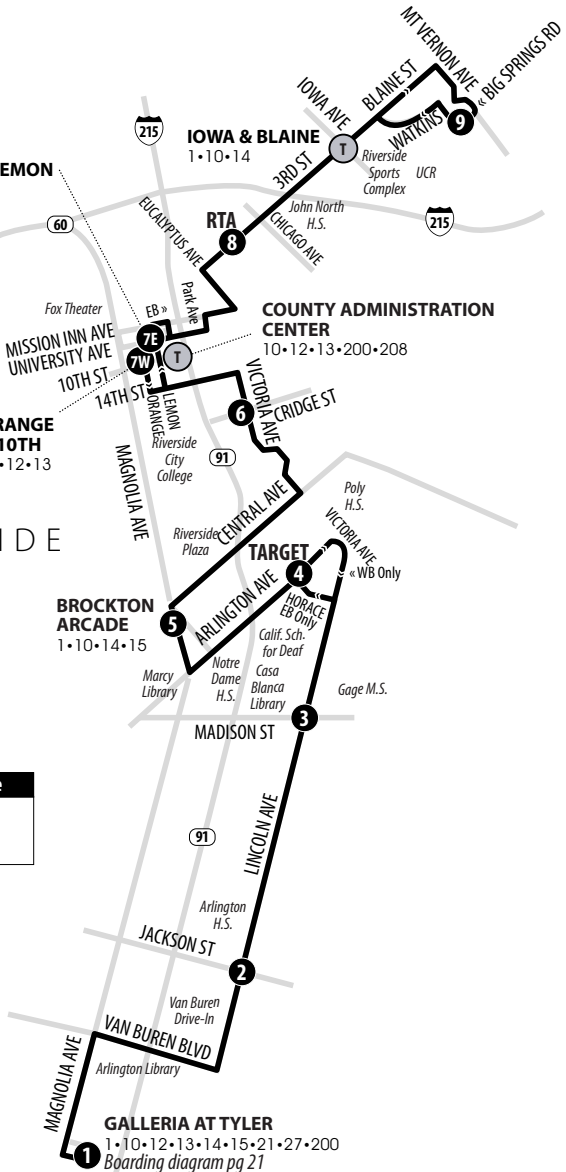 MT VERNON AVE
« BIG SPRINGS RD
BLAINE ST
IOWA AVE
WATKINS
9
215
IOWA & BLAINE
1•10•14
T
Riverside
Sports
Complex
UCR
3RD ST
EMON
RTA
8
John North
H.S.
CHICAGO AVE
215
60
EUCALYPTUS AVE
Park Ave
EB »
Fox Theater
MISSION INN AVE
UNIVERSITY AVE
7E
7W
T
COUNTY ADMINISTRATION
CENTER
10•12•13•200•208
10TH ST
14TH ST
ORANGE
LEMON
VICTORIA AVE
6
CRIDGE ST
RANGE
10TH
•12•13
Riverside
City
College
91
MAGNOLIA AVE
CENTRAL AVE
Poly
H.S.
IDE
Riverside
Plaza
TARGET
4
VICTORIA AVE
« WB Only
HORACE
EB Only
ARLINGTON AVE
BROCKTON
ARCADE
1•10•14•15
5
Calif. Sch.
for Deaf
Marcy
Library
Notre
Dame
H.S.
Casa
Blanca
Library
Gage M.S.
3
MADISON ST
e
91
LINCOLN AVE
Arlington
H.S.
JACKSON ST
2
Van Buren
Drive-In
VAN BUREN BLVD
Arlington Library
MAGNOLIA AVE
1
GALLERIA AT TYLER
1•10•12•13•14•15•21•27•200
Boarding diagram pg 21